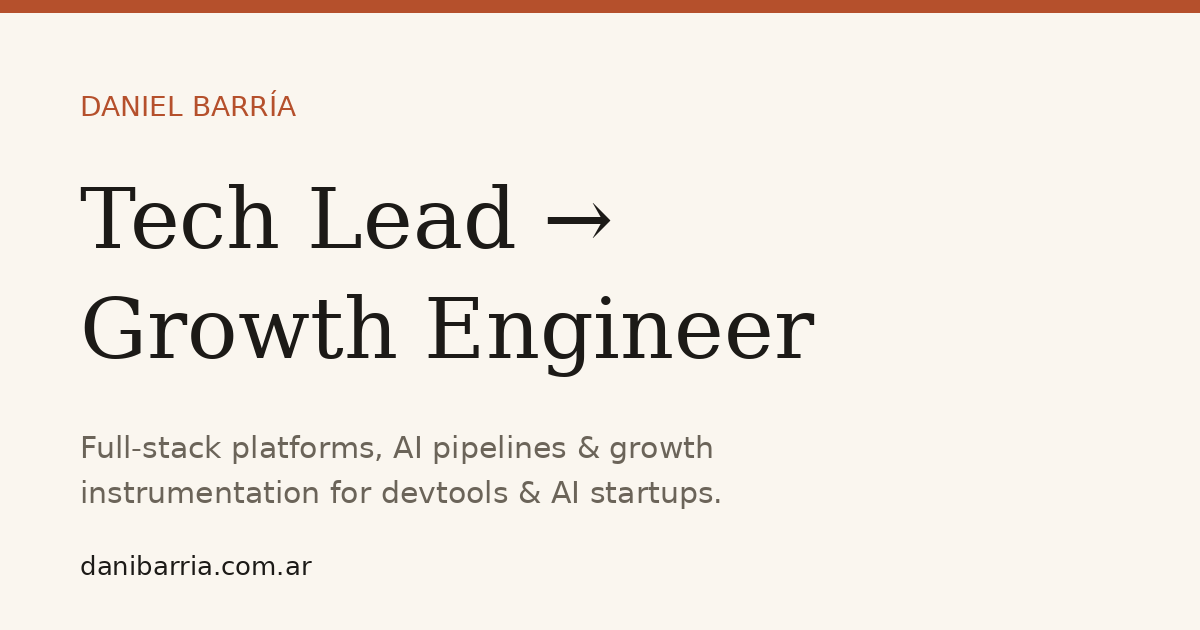 DANIEL BARRÍA
Tech Lead →
Growth Engineer
Full-stack platforms, AI pipelines & growth
instrumentation for devtools & AI startups.
danibarria.com.ar